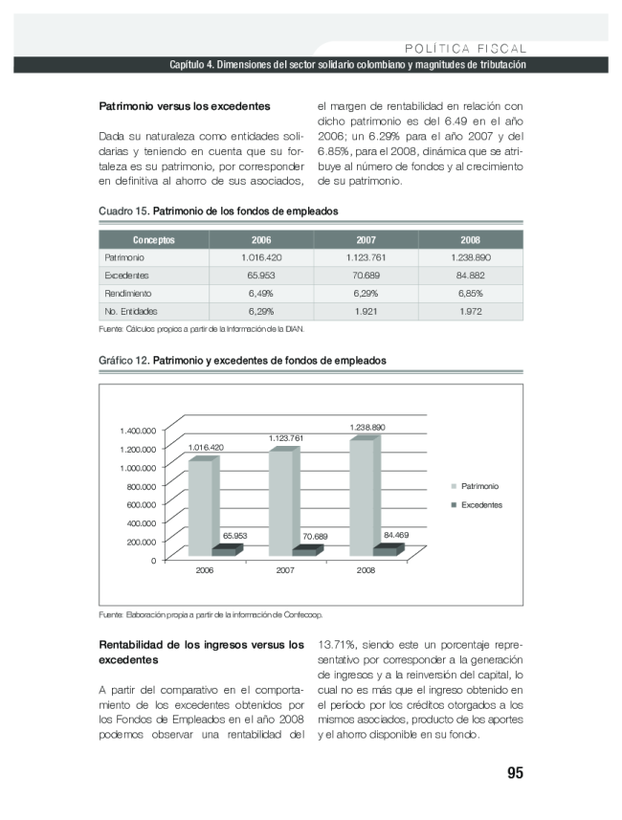 POLÍTICA FISCAL
Capítulo 4. Dimensiones del sector solidario colombiano y magnitudes de tributación
Patrimonio versus los excedentes
Dada su naturaleza como entidades soli-
darias y teniendo en cuenta que su for-
taleza es su patrimonio, por corresponder
en definitiva al ahorro de sus asociados,
el margen de rentabilidad en relación con
dicho patrimonio es del 6.49 en el año
2006; un 6.29% para el año 2007 y del
6.85%, para el 2008, dinámica que se atri-
buye al número de fondos y al crecimiento
de su patrimonio.
Cuadro 15. Patrimonio de los fondos de empleados
Conceptos 2006 2007 2008
Patrimonio 1.016.420 1.123.761 1.238.890
Excedentes 65.953 70.689 84.882
Rendimiento 6,49% 6,29% 6,85%
No. Entidades 6,29% 1.921 1.972
Fuente: Cálculos propios a partir de la Información de la DIAN.
Gráfico 12. Patrimonio y excedentes de fondos de empleados
1.400.000
1.200.000
1.000.000
800.000
600.000
400.000
200.000
0
1.016.420
1.123.761
1.238.890
65.953
70.689
84.469
2006 2007 2008
Patrimonio
Excedentes
Fuente: Elaboración propia a partir de la información de Confecoop.
Rentabilidad de los ingresos versus los
excedentes
A partir del comparativo en el comporta-
miento de los excedentes obtenidos por
los Fondos de Empleados en el año 2008
podemos observar una rentabilidad del
13.71%, siendo este un porcentaje repre-
sentativo por corresponder a la generación
de ingresos y a la reinversión del capital, lo
cual no es más que el ingreso obtenido en
el período por los créditos otorgados a los
mismos asociados, producto de los aportes
y el ahorro disponible en su fondo.
95